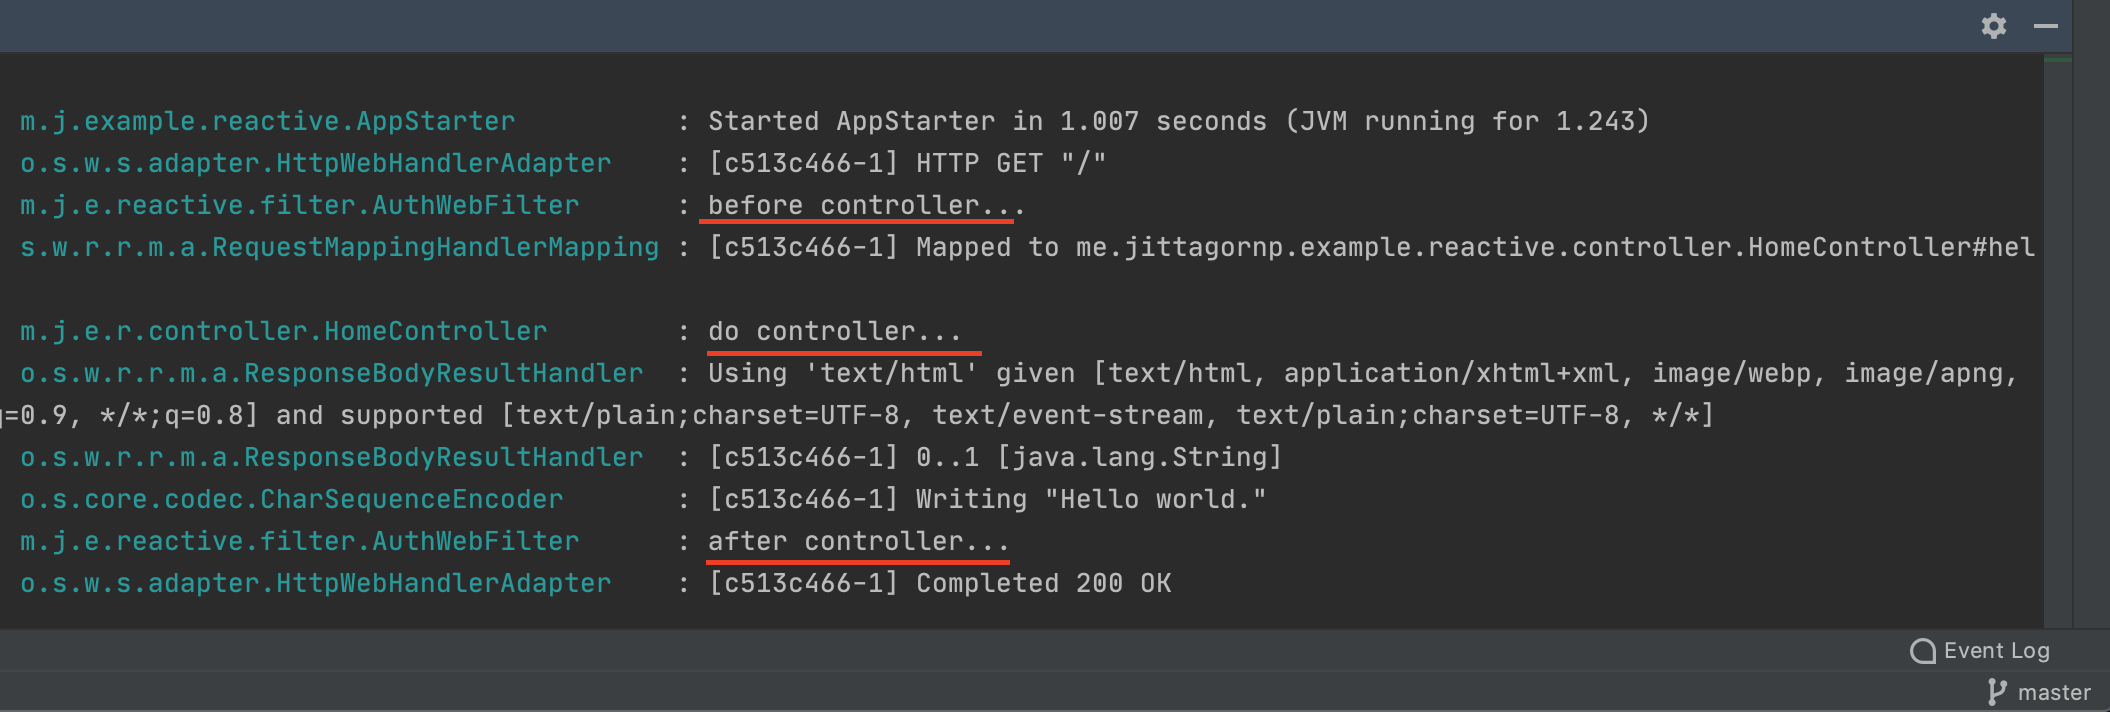 m.j.example.reactive.AppStarter : Started AppStarter in 1.007 seconds (JVM running for 1.243)
o.s.w.s.adapter.HttpWebHandlerAdapter : [c513c466-1] HTTP GET "/"
m.j.e.reactive.filter.AuthWebFilter : before controller...
s.w.r.r.m.a.RequestMappingHandlerMapping : [c513c466-1] Mapped to me.jittagornp.example.reactive.controller.HomeController#hel
m.j.e.r.controller.HomeController : do controller...
o.s.w.r.r.m.a.ResponseBodyResultHandler : Using 'text/html' given [text/html, application/xhtml+xml, image/webp, image/apng,
q=0.9, */*;q=0.8] and supported [text/plain;charset=UTF-8, text/event-stream, text/plain;charset=UTF-8, */*]
o.s.w.r.r.m.a.ResponseBodyResultHandler : [c513c466-1] 0..1 [java.lang.String]
o.s.core.codec.CharSequenceEncoder : [c513c466-1] Writing "Hello world."
m.j.e.reactive.filter.AuthWebFilter : after controller...
o.s.w.s.adapter.HttpWebHandlerAdapter : [c513c466-1] Completed 200 OK
Event Log
master